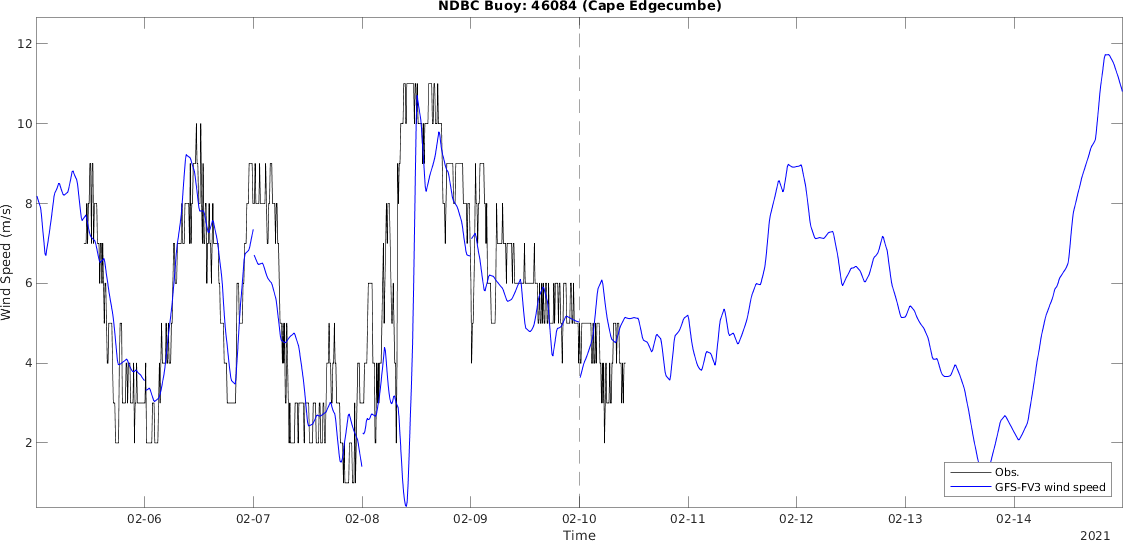 NDBC Buoy: 46084 (Cape Edgecumbe)
12
10
8
6
4
2
Wind Speed (m/s)
Obs.
GFS-FV3 wind speed
02-06 02-07 02-08 02-09 02-10 02-11 02-12 02-13 02-14
Time
2021